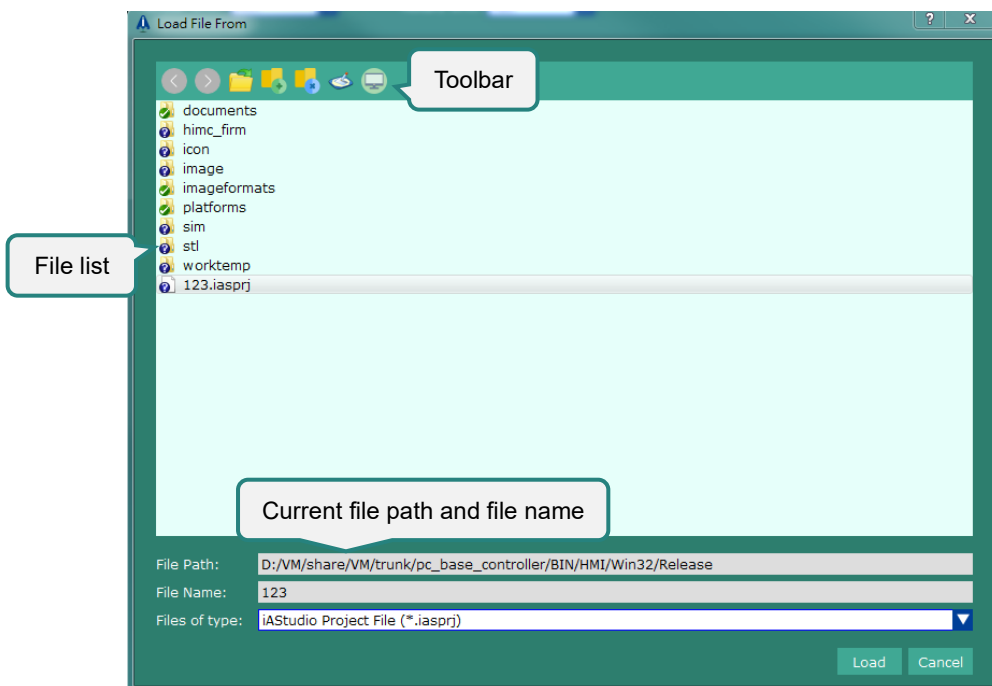 Load File From
? X
Toolbar
documents
himc_firm
icon
image
imageformats
platforms
sim
stl
File list
worktemp
123.iasprj
Current file path and file name
File Path: D:/VM/share/VM/trunk/pc_base_controller/BIN/HMI/Win32/Release
File Name: 123
Files of type: iAStudio Project File (*.iasprj)
Load Cancel